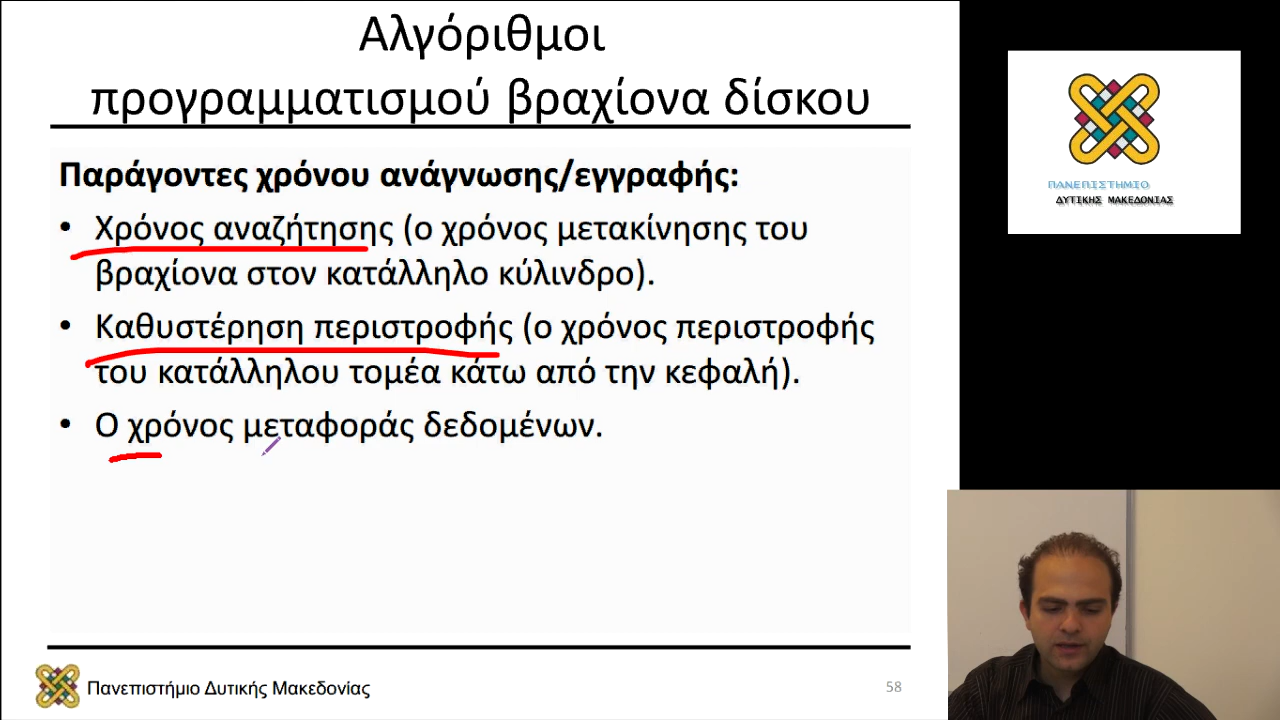 Αλγόριθμοι
προγραμματισμού βραχίονα δίσκου
Παράγοντες χρόνου ανάγνωσης/εγγραφής:
• Χρόνος αναζήτησης (ο χρόνος μετακίνησης του
βραχίονα στον κατάλληλο κύλινδρο).
• Καθυστέρηση περιστροφής (ο χρόνος περιστροφής
του κατάλληλου τομέα κάτω από την κεφαλή).
• Ο χρόνος μεταφοράς δεδομένων.
Πανεπιστήμιο Δυτικής Μακεδονίας
58
ΠΑΝΕΠΙΣΤΗΜΙΟ
ΔΥΤΙΚΗΣ ΜΑΚΕΔΟΝΙΑΣ